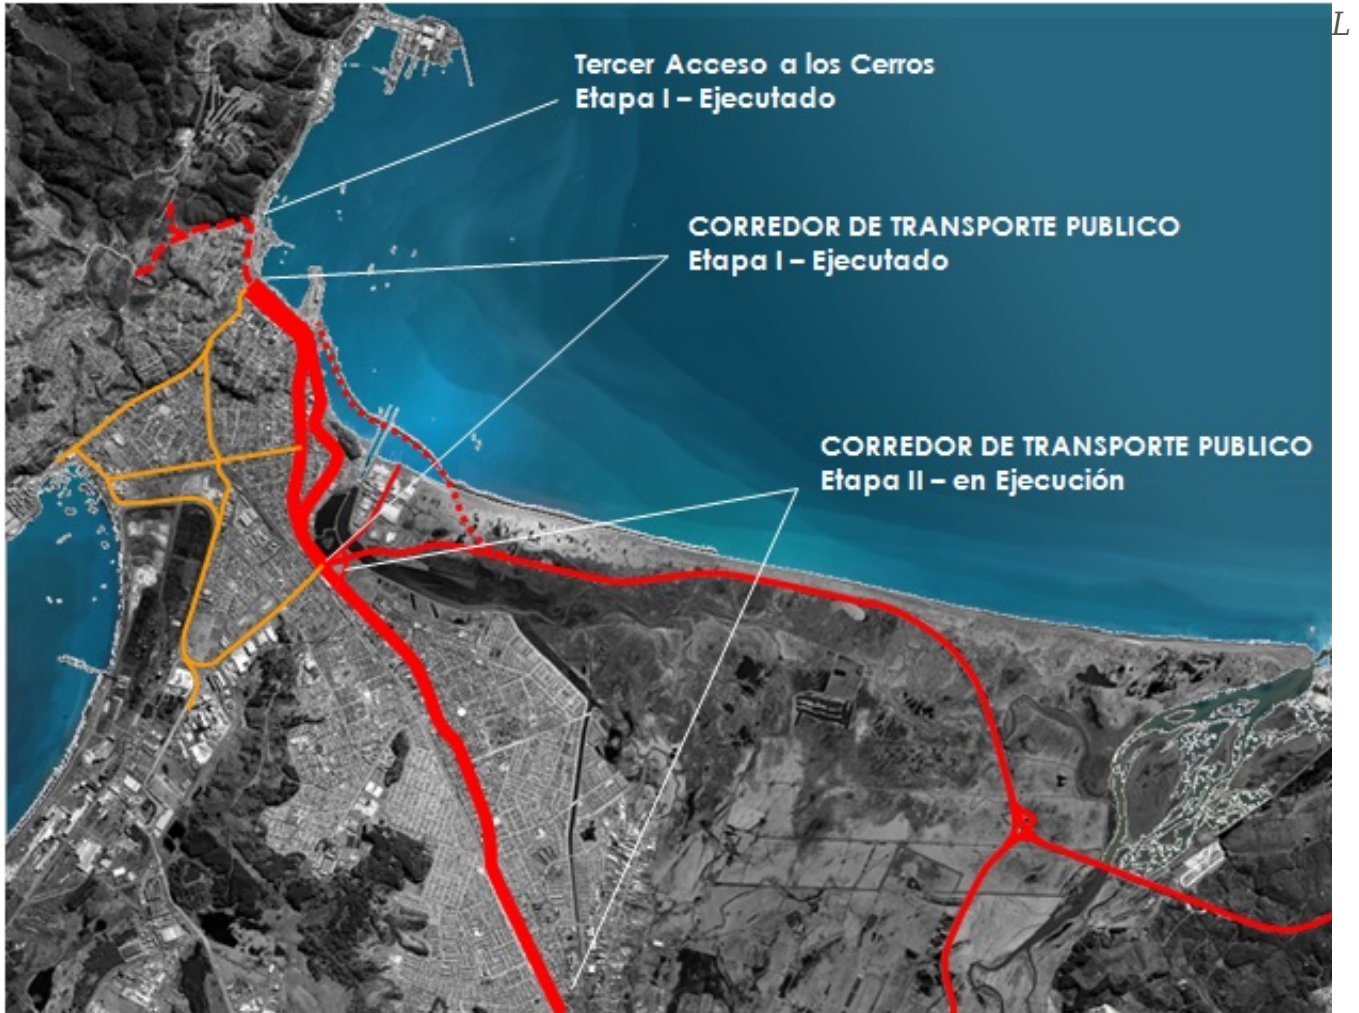 L
Tercer Acceso a los Cerros
Etapa I – Ejecutado
CORREDOR DE TRANSPORTE PUBLICO
Etapa I – Ejecutado
CORREDOR DE TRANSPORTE PUBLICO
Etapa II – en Ejecución